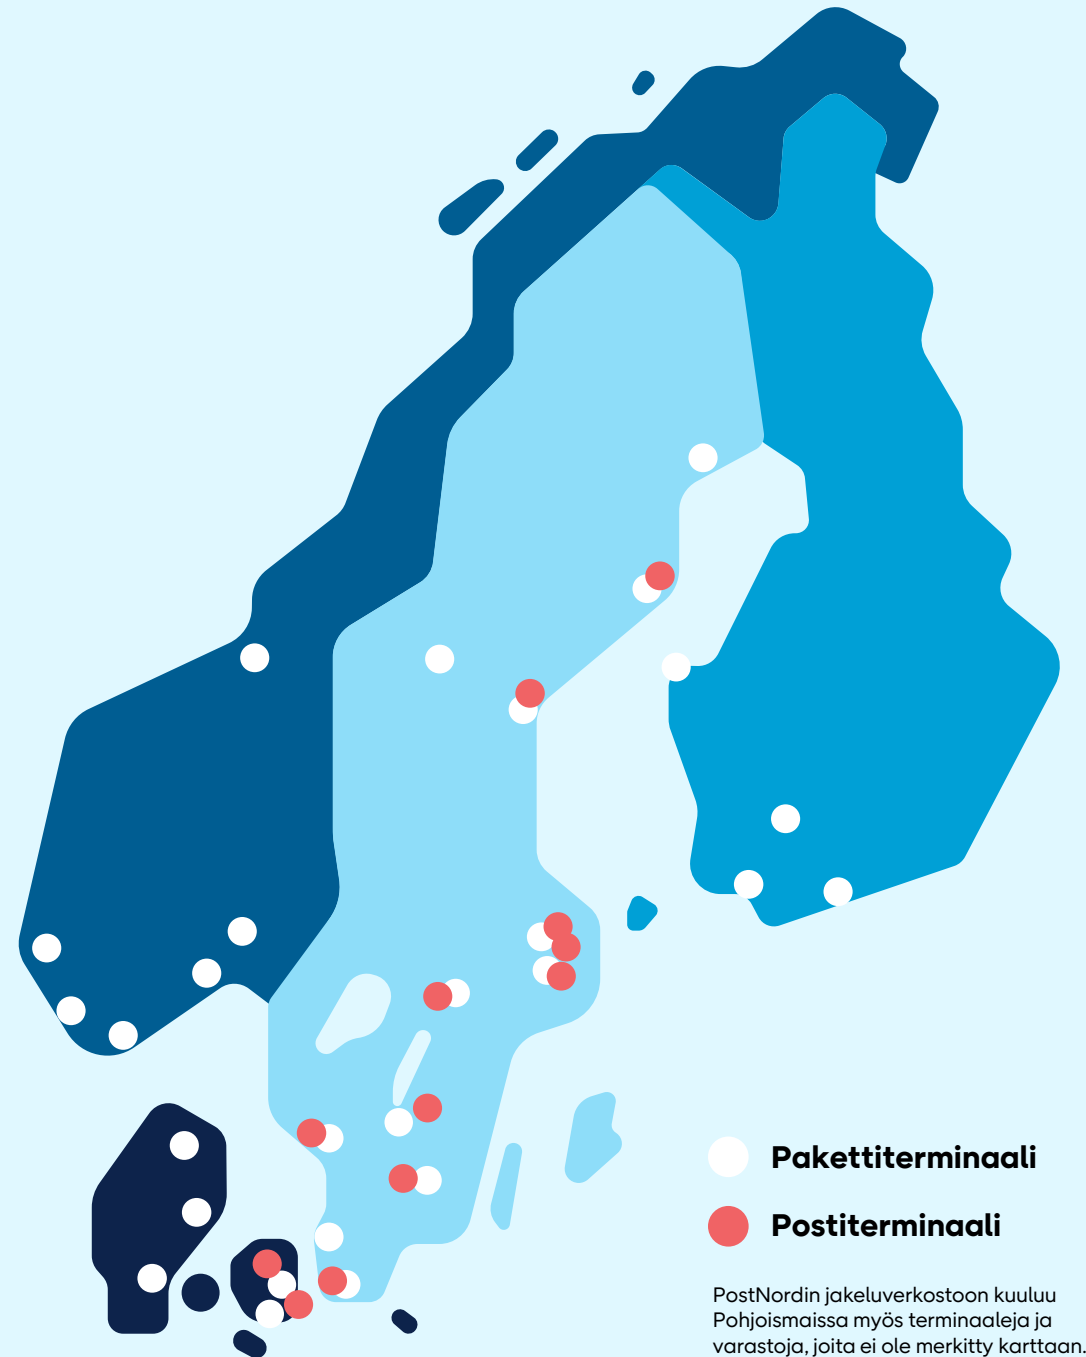 Pakettiterminaali
Postiterminaali
PostNordin jakeluverkostoon kuuluu
Pohjoismaissa myös terminaaleja ja
varastoja, joita ei ole merkitty karttaan.